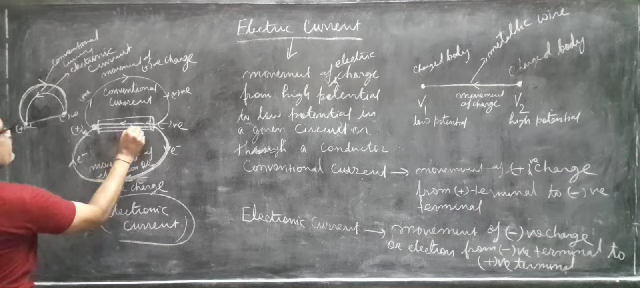 Electric Current
movement of electric charge
from high potential
to low potential in
a given circuit or
through a conductor.
Conventional Current → movement of (+)ve charge
from (+)-terminal to (-)ve
terminal
Electronic Current → movement of (-)ve charge
or electron from (-)ve terminal to
(+)ve terminal
charged body
metallic wire
charged body
movement
of charge
V1
V2
low potential
high potential
conventional
current
electronic
current
movement of
(+)ve charge
Conventional
Current
(+)ve
-ve
e-
e-
charge
Electronic
Current